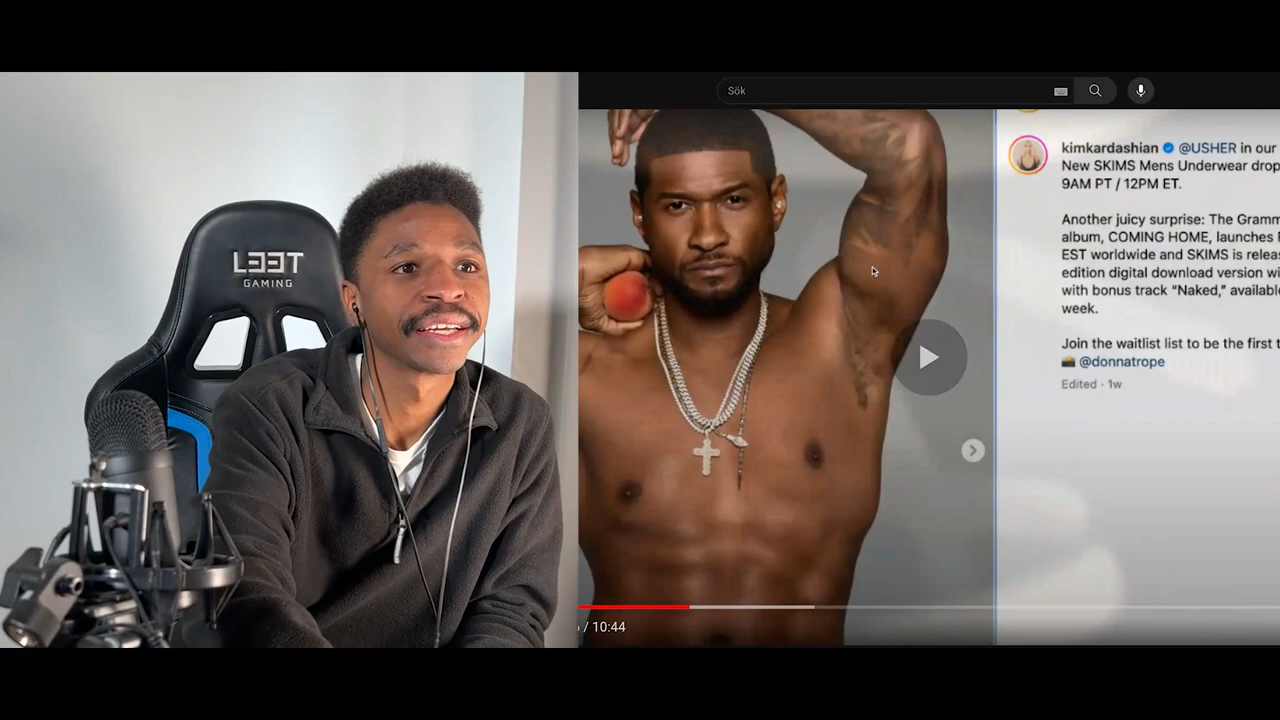 L33T
GAMING
Sök
kimkardashian @USHER in our
New SKIMS Mens Underwear drop
9AM PT / 12PM ET.
Another juicy surprise: The Gramm
album, COMING HOME, launches
EST worldwide and SKIMS is relea
edition digital download version wi
with bonus track “Naked,” available
week.
Join the waitlist list to be the first t
@donnatrope
Edited · 1w
/ 10:44